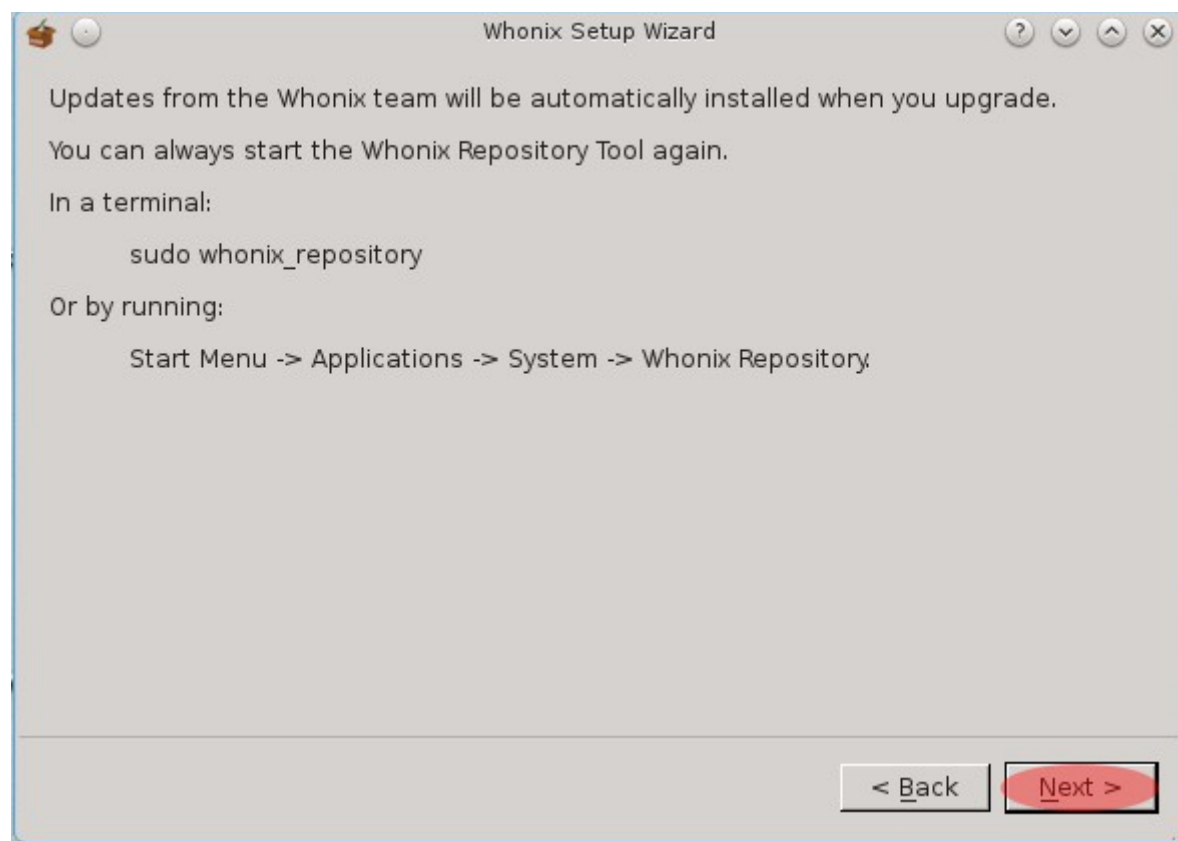 Whonix Setup Wizard
Updates from the Whonix team will be automatically installed when you upgrade.
You can always start the Whonix Repository Tool again.
In a terminal:
sudo whonix_repository
Or by running:
Start Menu -> Applications -> System -> Whonix Repository.
< Back
Next >